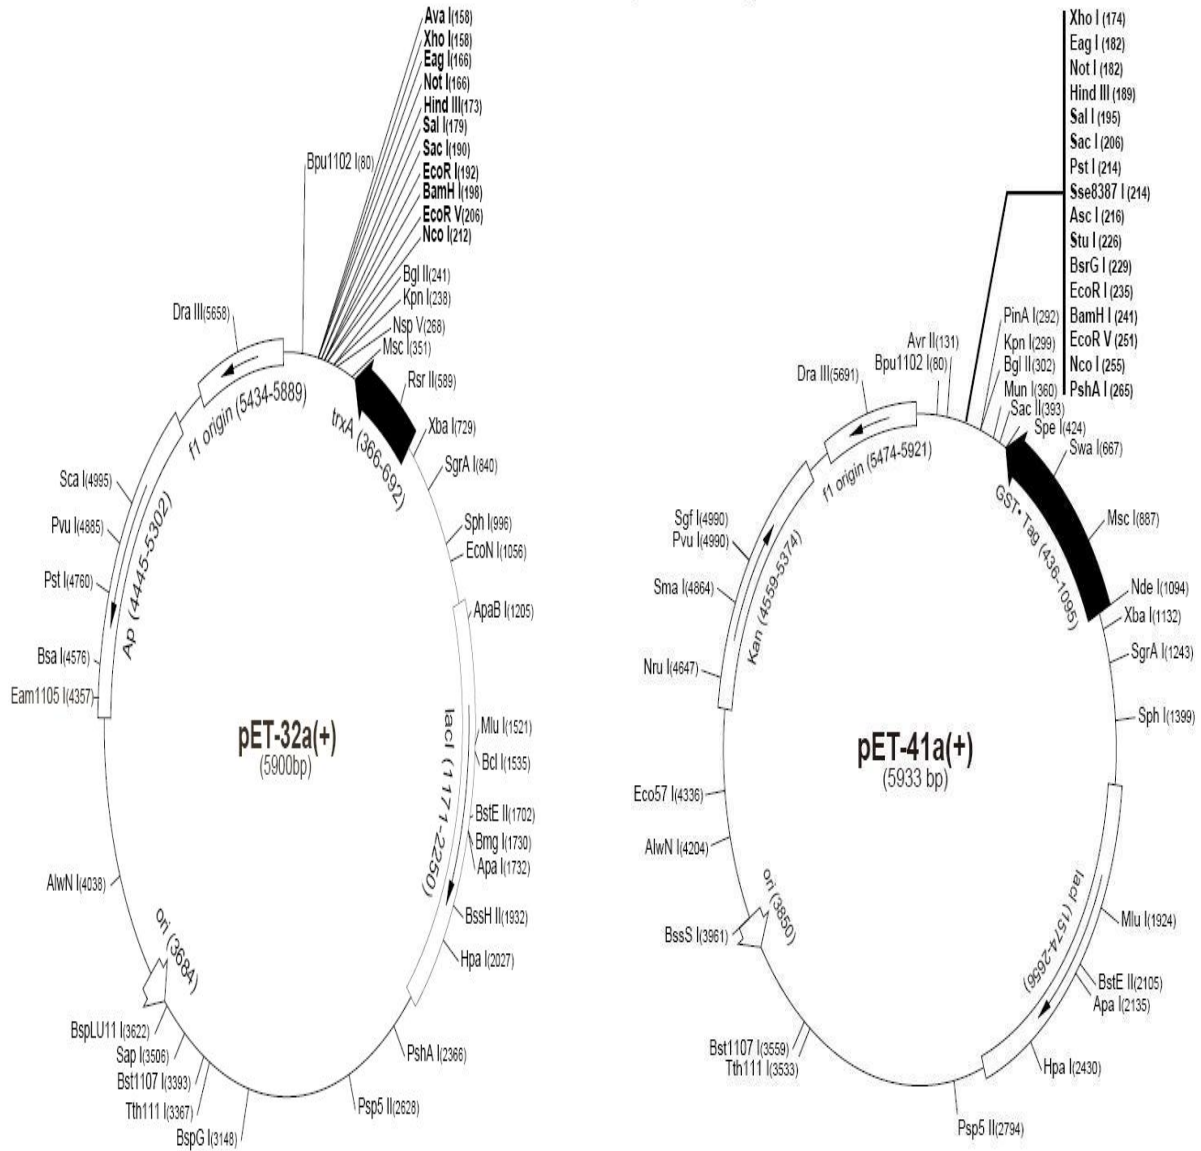 Ava I(158)
Xho I(158)
Eag I(166)
Not I(166)
Hind III(173)
Sal I(179)
Sac I(190)
EcoR I(192)
BamH I(198)
EcoR V(206)
Nco I(212)
Bpu1102 I(80)
Bgl II(241)
Kpn I(238)
Nsp V(268)
Msc I(351)
Rsr II(589)
Xba I(729)
SgrA I(840)
Sph I(996)
EcoN I(1056)
ApaB I(1205)
Mlu I(1521)
Bcl I(1535)
BstE II(1702)
Bmg I(1730)
Apa I(1732)
BssH II(1932)
Hpa I(2027)
PshA I(2366)
Psp5 II(2628)
BspG I(3148)
Tth111 I(3367)
Bst1107 I(3393)
Sap I(3506)
BspLU11 I(3622)
AlwN I(4038)
Eam1105 I(4357)
Bsa I(4576)
Pst I(4760)
Pvu I(4885)
Sca I(4995)
Dra III(5658)
f1 origin (5434-5889)
trxA (366-692)
Ap (4445-5302)
lacI (1171-2250)
ori (3684)
pET-32a(+)
(5900bp)
Xho I (174)
Eag I (182)
Not I (182)
Hind III (189)
Sal I (195)
Sac I (206)
Pst I (214)
Sse8387 I (214)
Asc I (216)
Stu I (226)
BsrG I (229)
EcoR I (235)
BamH I (241)
EcoR V (251)
Nco I (255)
PshA I (265)
PinA I(292)
Kpn I(299)
Bgl II(302)
Mun I(360)
Sac II(393)
Spe I(424)
Avr II(131)
Bpu1102 I(80)
Dra III(5691)
Swa I(667)
Msc I(887)
Nde I(1094)
Xba I(1132)
SgrA I(1243)
Sph I(1399)
Mlu I(1924)
BstE II(2105)
Apa I(2135)
Hpa I(2430)
Psp5 II(2794)
Tth111 I(3533)
Bst1107 I(3559)
BssS I(3961)
AlwN I(4204)
Eco57 I(4336)
Nru I(4647)
Sma I(4864)
Pvu I(4990)
Sgf I(4990)
f1 origin (5474-5921)
GST•Tag (436-1095)
Kan (4559-5374)
lacI (1574-2656)
ori (3850)
pET-41a(+)
(5933 bp)